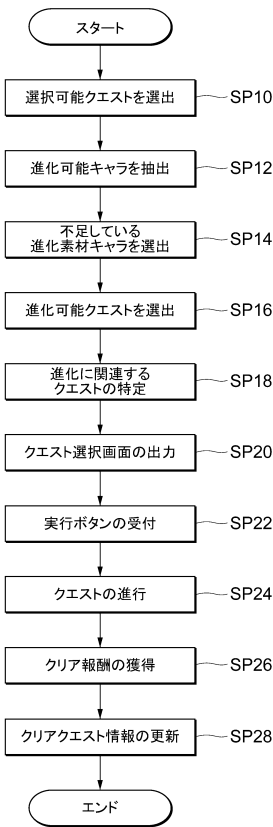 スタート
選択可能クエストを選出
SP10
進化可能キャラを抽出
SP12
不足している
進化素材キャラを選出
SP14
進化可能クエストを選出
SP16
進化に関連する
クエストの特定
SP18
クエスト選択画面の出力
SP20
実行ボタンの受付
SP22
クエストの進行
SP24
クリア報酬の獲得
SP26
クリアクエスト情報の更新
SP28
エンド